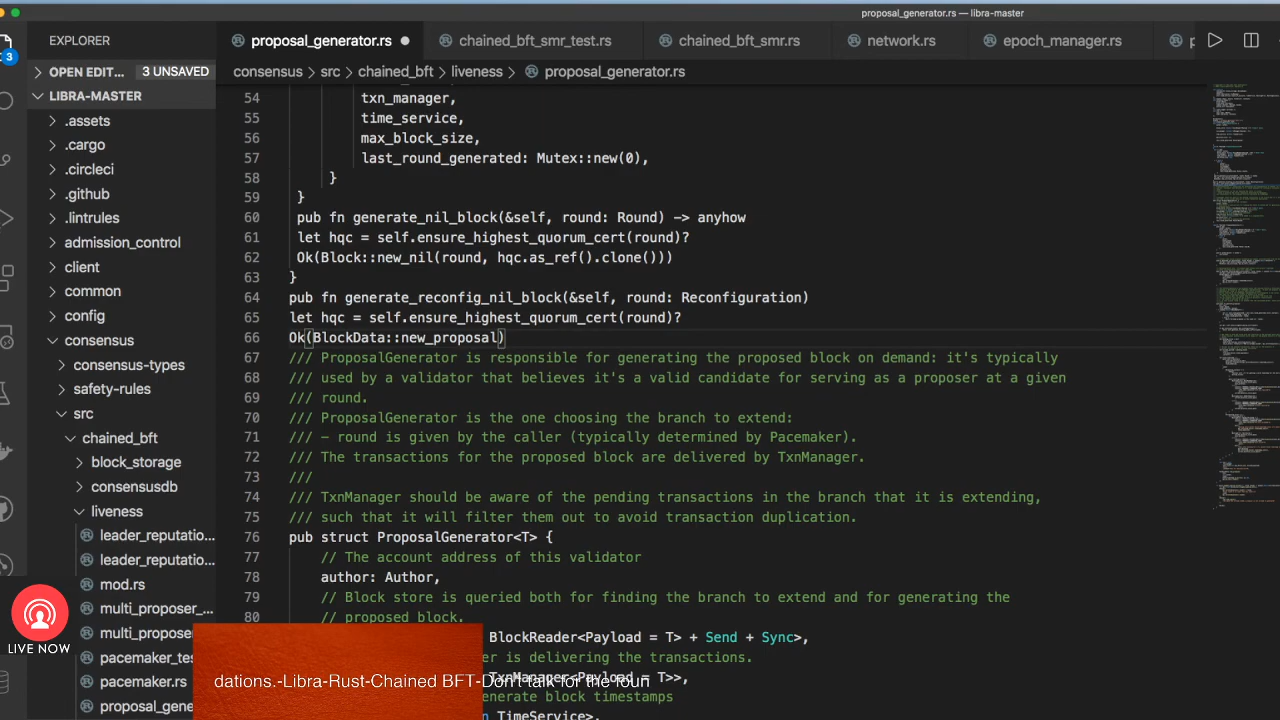 proposal_generator.rs — libra-master
EXPLORER
proposal_generator.rs
chained_bft_smr_test.rs
chained_bft_smr.rs
network.rs
epoch_manager.rs
3
OPEN EDIT... 3 UNSAVED
consensus > src > chained_bft > liveness > proposal_generator.rs
LIBRA-MASTER
.assets
.cargo
.circleci
.github
.lintrules
admission_control
client
common
config
consensus
consensus-types
safety-rules
src
chained_bft
block_storage
consensusdb
liveness
leader_reputatio...
leader_reputatio...
mod.rs
multi_proposer_...
multi_propose
pacemaker_tes
pacemaker.rs
proposal_gene
54 txn_manager,
55 time_service,
56 max_block_size,
57 last_round_generated: Mutex::new(0),
58 }
59 }
60 pub fn generate_nil_block(&self, round: Round) -> anyhow
61 let hqc = self.ensure_highest_quorum_cert(round)?
62 Ok(Block::new_nil(round, hqc.as_ref().clone()))
63 }
64 pub fn generate_reconfig_nil_block(&self, round: Reconfiguration)
65 let hqc = self.ensure_highest_quorum_cert(round)?
66 Ok(BlockData::new_proposal)
67 /// ProposalGenerator is respible for generating the proposed block on demand: it's typically
68 /// used by a validator that believes it's a valid candidate for serving as a proposer at a given
69 /// round.
70 /// ProposalGenerator is the one choosing the branch to extend:
71 /// - round is given by the caller (typically determined by Pacemaker).
72 /// The transactions for the proosed block are delivered by TxnManager.
73 ///
74 /// TxnManager should be aware of the pending transactions in the branch that it is extending,
75 /// such that it will filter them out to avoid transaction duplication.
76 pub struct ProposalGenerator<T> {
77 // The account address of this validator
78 author: Author,
79 // Block store is queried both for finding the branch to extend and for generating the
80 // proposed block.
BlockReader<Payload = T> + Send + Sync>,
er is delivering the transactions.
TxnManager<Payload = T>>,
enerate block timestamps
TimeService>,
LIVE NOW
dations.-Libra-Rust-Chained BFT-Don't talk for the roun